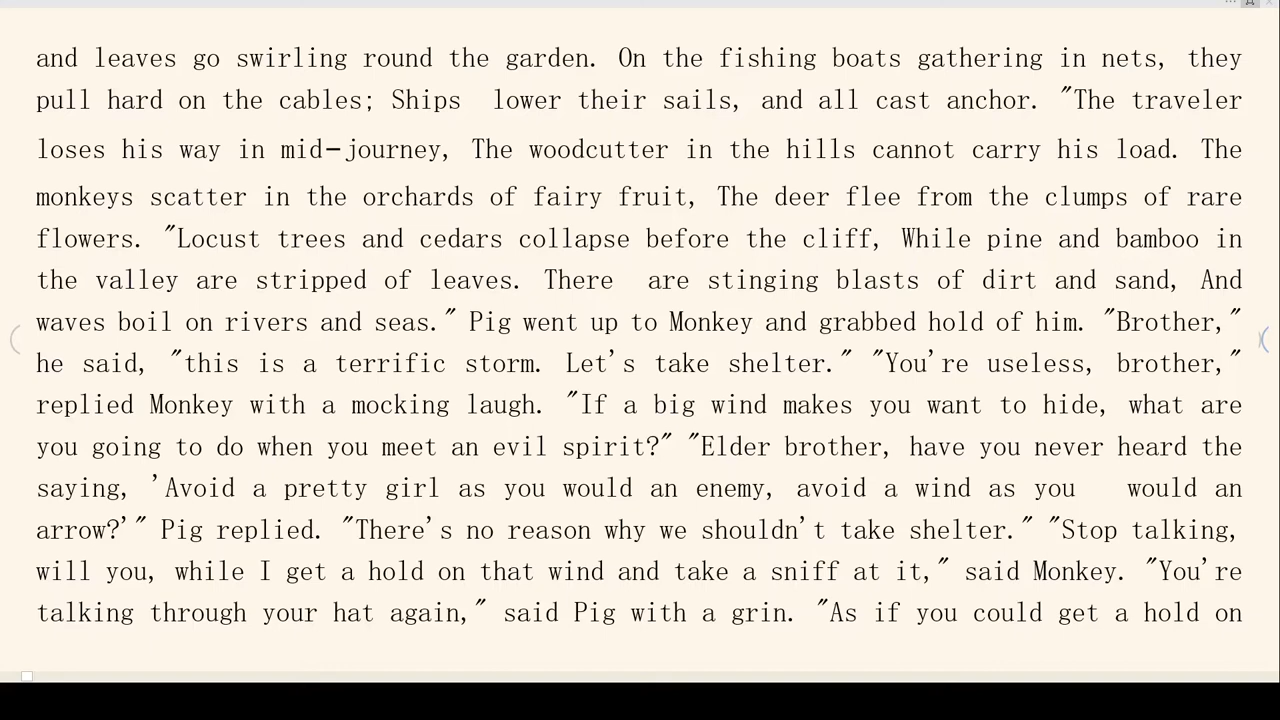 and leaves go swirling round the garden. On the fishing boats gathering in nets, they
pull hard on the cables; Ships lower their sails, and all cast anchor. "The traveler
loses his way in mid-journey, The woodcutter in the hills cannot carry his load. The
monkeys scatter in the orchards of fairy fruit, The deer flee from the clumps of rare
flowers. "Locust trees and cedars collapse before the cliff, While pine and bamboo in
the valley are stripped of leaves. There are stinging blasts of dirt and sand, And
waves boil on rivers and seas." Pig went up to Monkey and grabbed hold of him. "Brother,"
he said, "this is a terrific storm. Let's take shelter." "You're useless, brother,"
replied Monkey with a mocking laugh. "If a big wind makes you want to hide, what are
you going to do when you meet an evil spirit?" "Elder brother, have you never heard the
saying, 'Avoid a pretty girl as you would an enemy, avoid a wind as you would an
arrow?'" Pig replied. "There's no reason why we shouldn't take shelter." "Stop talking,
will you, while I get a hold on that wind and take a sniff at it," said Monkey. "You're
talking through your hat again," said Pig with a grin. "As if you could get a hold on